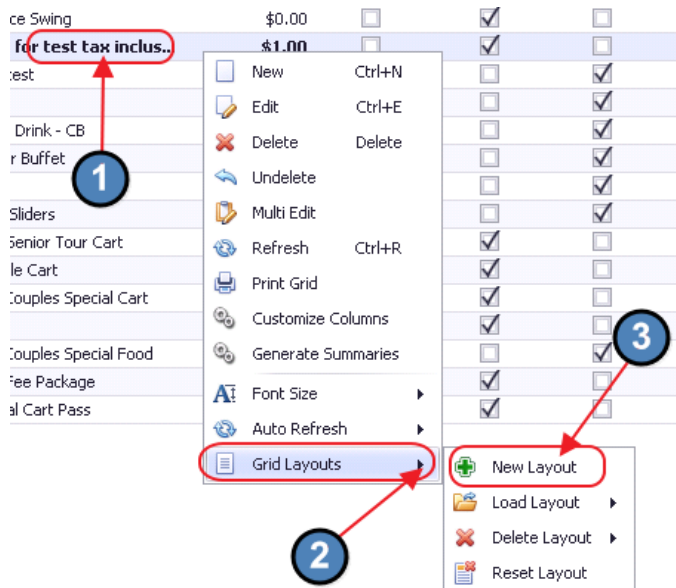 ce Swing $0.00
for test tax inclus.. $1.00
test
Drink - CB
r Buffet
Sliders
Senior Tour Cart
le Cart
Couples Special Cart
Couples Special Food
Fee Package
al Cart Pass
1
New Ctrl+N
Edit Ctrl+E
Delete Delete
Undelete
Multi Edit
Refresh Ctrl+R
Print Grid
Customize Columns
Generate Summaries
Font Size
Auto Refresh
Grid Layouts
2
3
New Layout
Load Layout
Delete Layout
Reset Layout